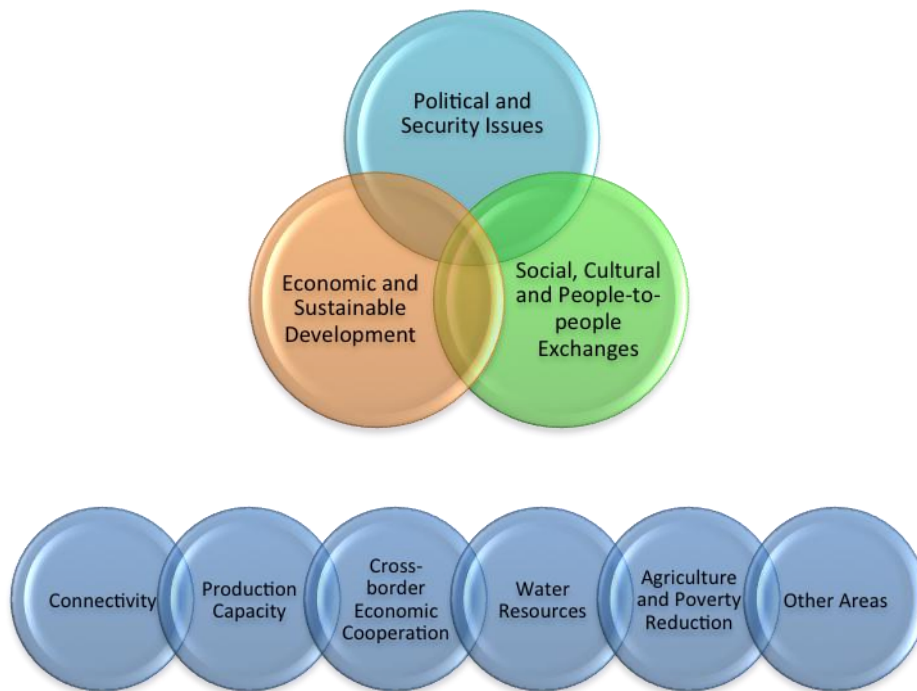 Political and
Security Issues
Economic and
Sustainable
Development
Social, Cultural
and People-to-
people
Exchanges
Connectivity
Production
Capacity
Cross-
border
Economic
Cooperation
Water
Resources
Agriculture
and Poverty
Reduction
Other Areas